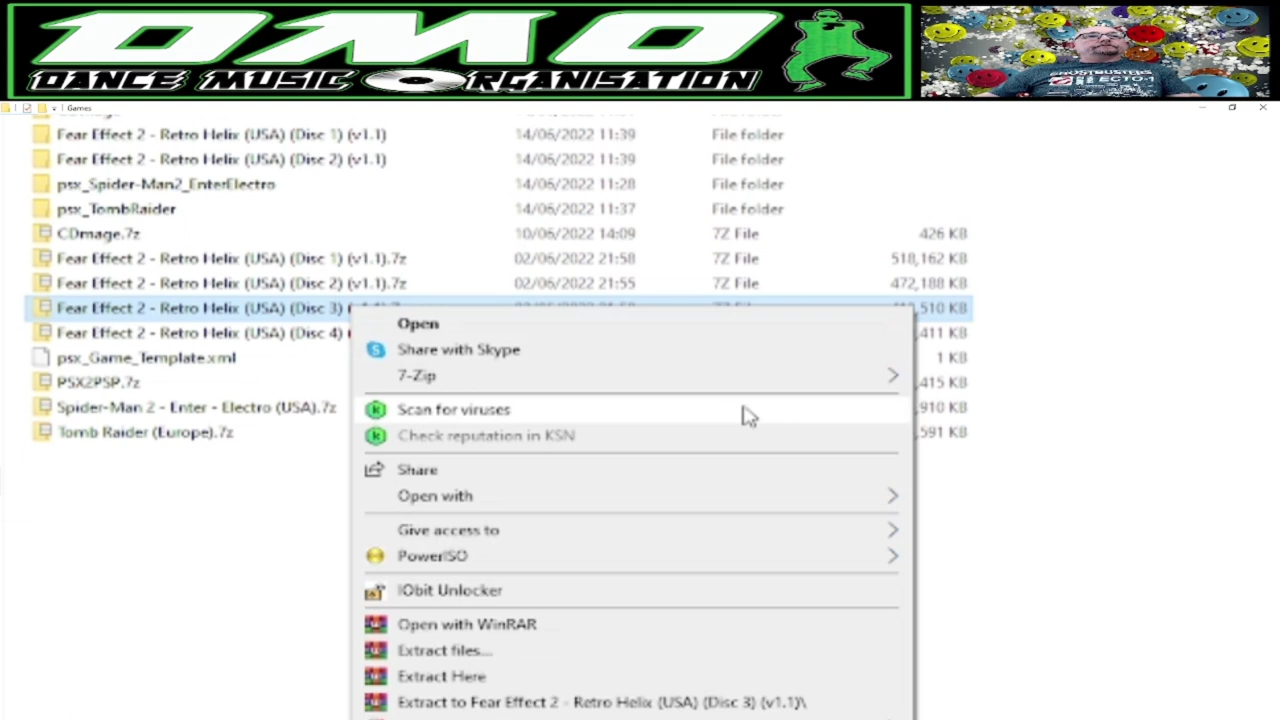 DMO
DANCE MUSIC ORGANISATION
GHOSTBUSTERS
ECTO-1
Games
Fear Effect 2 - Retro Helix (USA) (Disc 1) (v1.1) 14/06/2022 11:39 File folder
Fear Effect 2 - Retro Helix (USA) (Disc 2) (v1.1) 14/06/2022 11:39 File folder
psx_Spider-Man2_EnterElectro 14/06/2022 11:28 File folder
psx_TombRaider 14/06/2022 11:37 File folder
CDmage.7z 10/06/2022 14:09 7Z File 426 KB
Fear Effect 2 - Retro Helix (USA) (Disc 1) (v1.1).7z 02/06/2022 21:58 7Z File 518,162 KB
Fear Effect 2 - Retro Helix (USA) (Disc 2) (v1.1).7z 02/06/2022 21:55 7Z File 472,188 KB
Fear Effect 2 - Retro Helix (USA) (Disc 3) ,510 KB
Fear Effect 2 - Retro Helix (USA) (Disc 4) ,411 KB
psx_Game_Template.xml 1 KB
PSX2PSP.7z ,415 KB
Spider-Man 2 - Enter - Electro (USA).7z ,910 KB
Tomb Raider (Europe).7z ,591 KB
Open
Share with Skype
7-Zip
Scan for viruses
Check reputation in KSN
Share
Open with
Give access to
PowerISO
IObit Unlocker
Open with WinRAR
Extract files...
Extract Here
Extract to Fear Effect 2 - Retro Helix (USA) (Disc 3) (v1.1)\